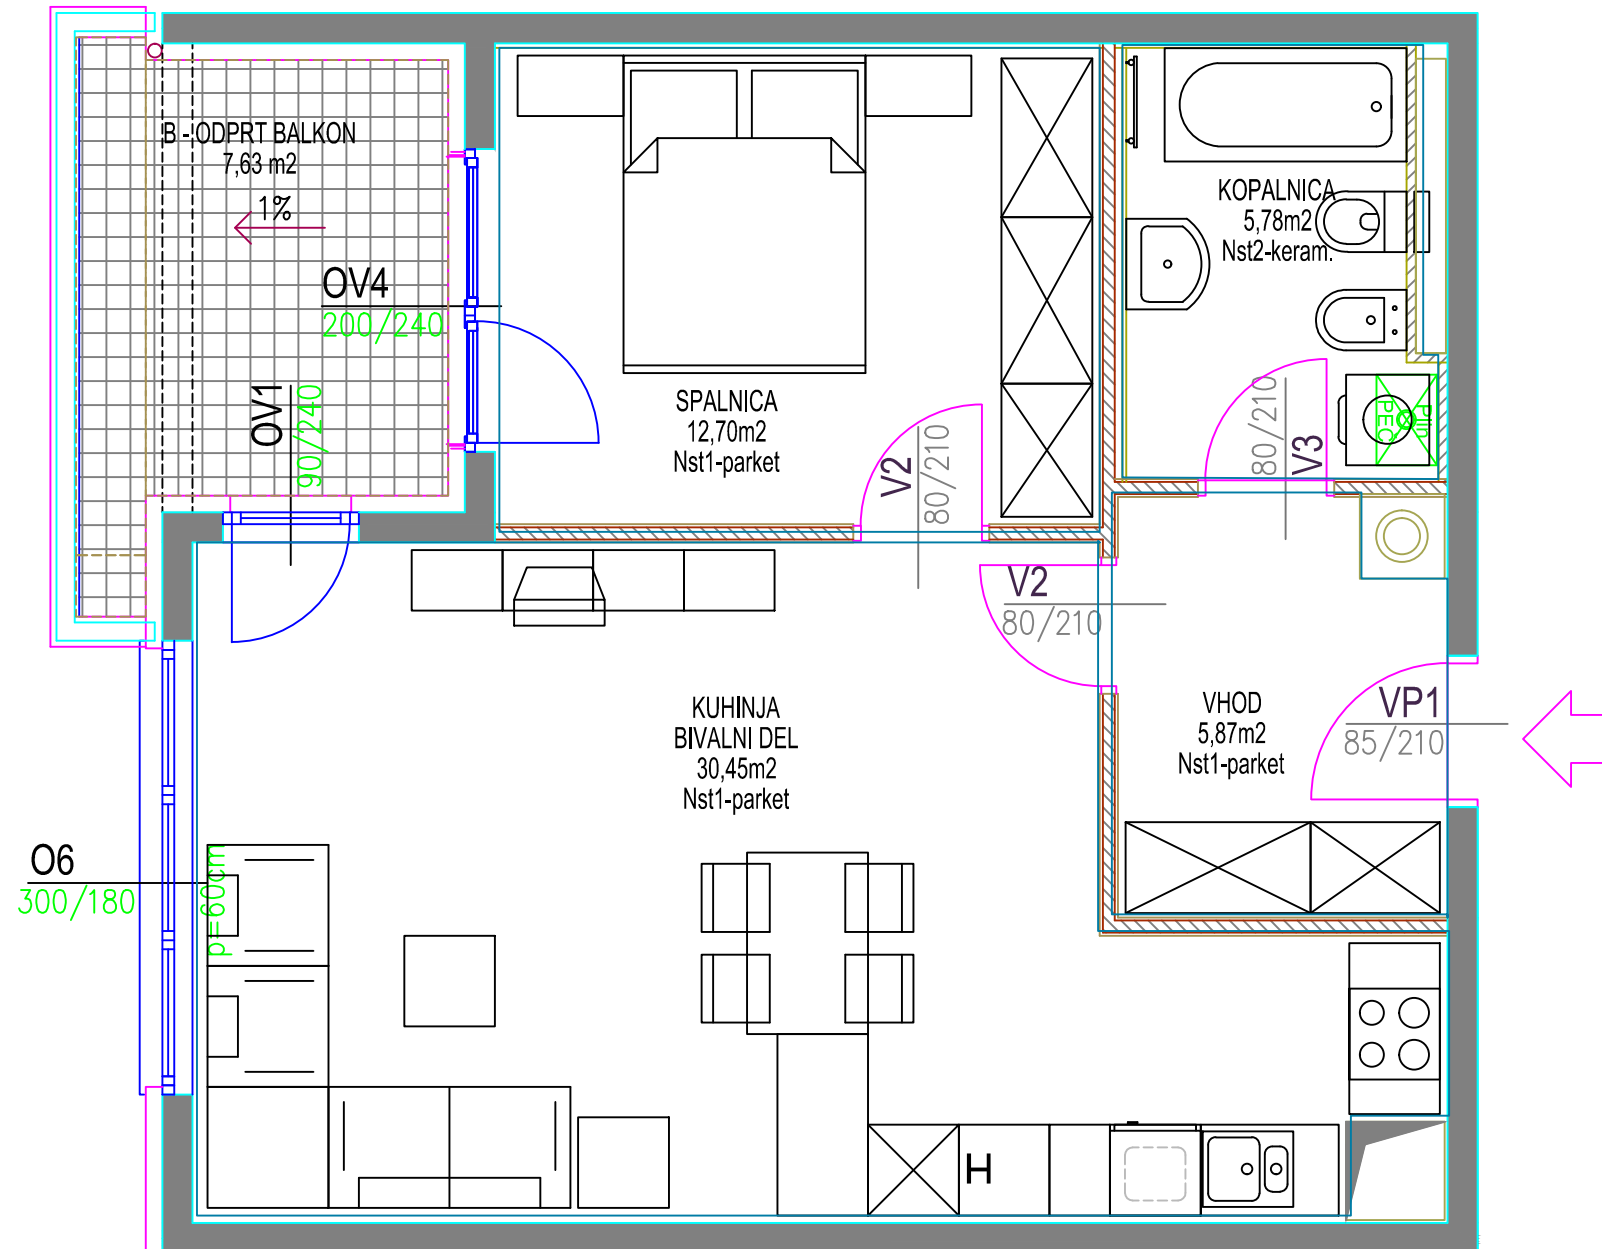 B - ODPRT BALKON
7,63 m2
1%
OV4
200/240
OV1
90/240
SPALNICA
12,70m2
Nst1-parket
KOPALNICA
5,78m2
Nst2-keram.
Plin
PEČ
V2
80/210
80/210
V3
V2
80/210
VHOD
5,87m2
Nst1-parket
VP1
85/210
KUHINJA
BIVALNI DEL
30,45m2
Nst1-parket
O6
300/180
p=60cm
H